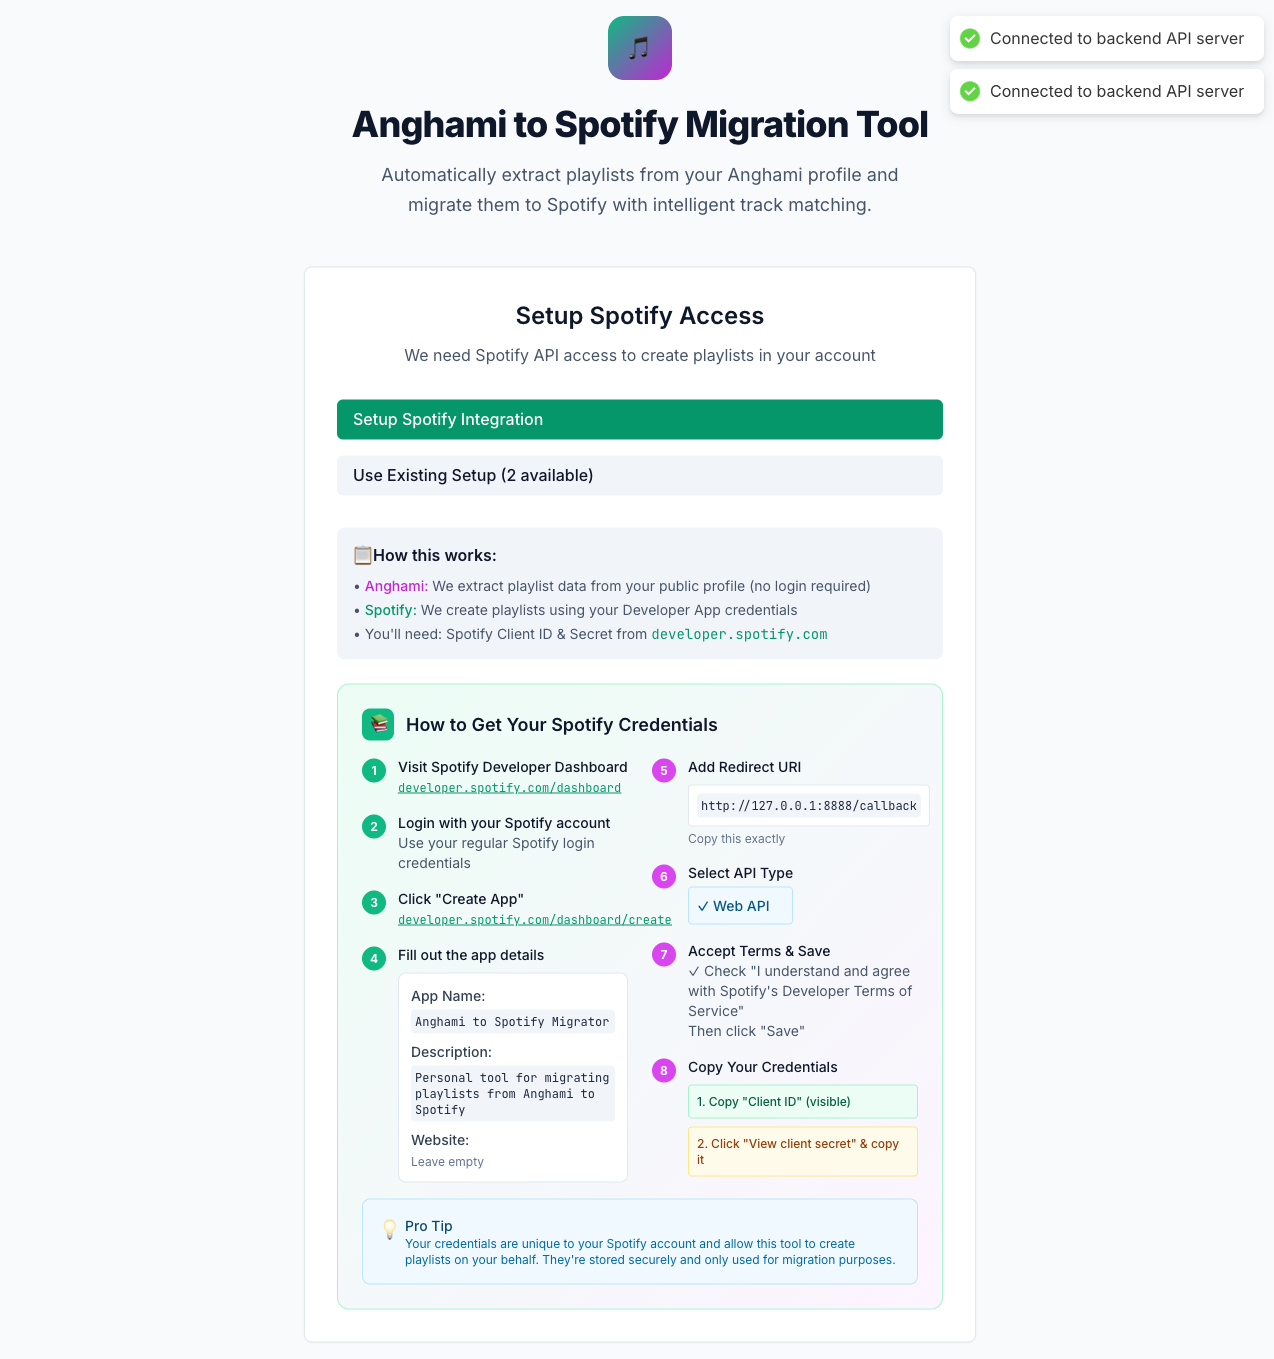 Connected to backend API server
Connected to backend API server
Anghami to Spotify Migration Tool
Automatically extract playlists from your Anghami profile and
migrate them to Spotify with intelligent track matching.
Setup Spotify Access
We need Spotify API access to create playlists in your account
Setup Spotify Integration
Use Existing Setup (2 available)
How this works:
• Anghami: We extract playlist data from your public profile (no login required)
• Spotify: We create playlists using your Developer App credentials
• You'll need: Spotify Client ID & Secret from developer.spotify.com
How to Get Your Spotify Credentials
1 Visit Spotify Developer Dashboard
developer.spotify.com/dashboard
2 Login with your Spotify account
Use your regular Spotify login
credentials
3 Click "Create App"
developer.spotify.com/dashboard/create
4 Fill out the app details
App Name:
Anghami to Spotify Migrator
Description:
Personal tool for migrating
playlists from Anghami to
Spotify
Website:
Leave empty
5 Add Redirect URI
http://127.0.0.1:8888/callback
Copy this exactly
6 Select API Type
✓ Web API
7 Accept Terms & Save
✓ Check "I understand and agree
with Spotify's Developer Terms of
Service"
Then click "Save"
8 Copy Your Credentials
1. Copy "Client ID" (visible)
2. Click "View client secret" & copy
it
Pro Tip
Your credentials are unique to your Spotify account and allow this tool to create
playlists on your behalf. They're stored securely and only used for migration purposes.